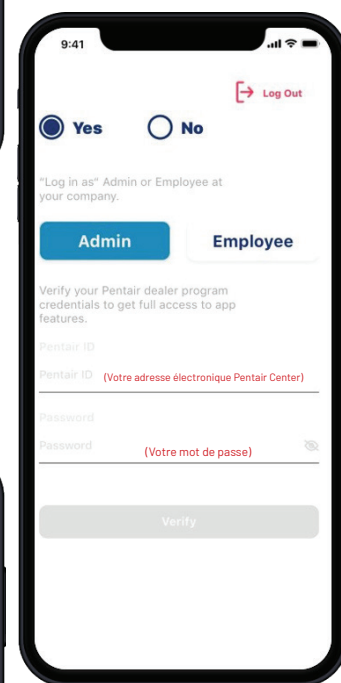 9:41
Log Out
Yes No
"Log in as" Admin or Employee at
your company.
Admin Employee
Verify your Pentair dealer program
credentials to get full access to app
features.
Pentair ID
Pentair ID (Votre adresse électronique Pentair Center)
Password
Password (Votre mot de passe)
Verify